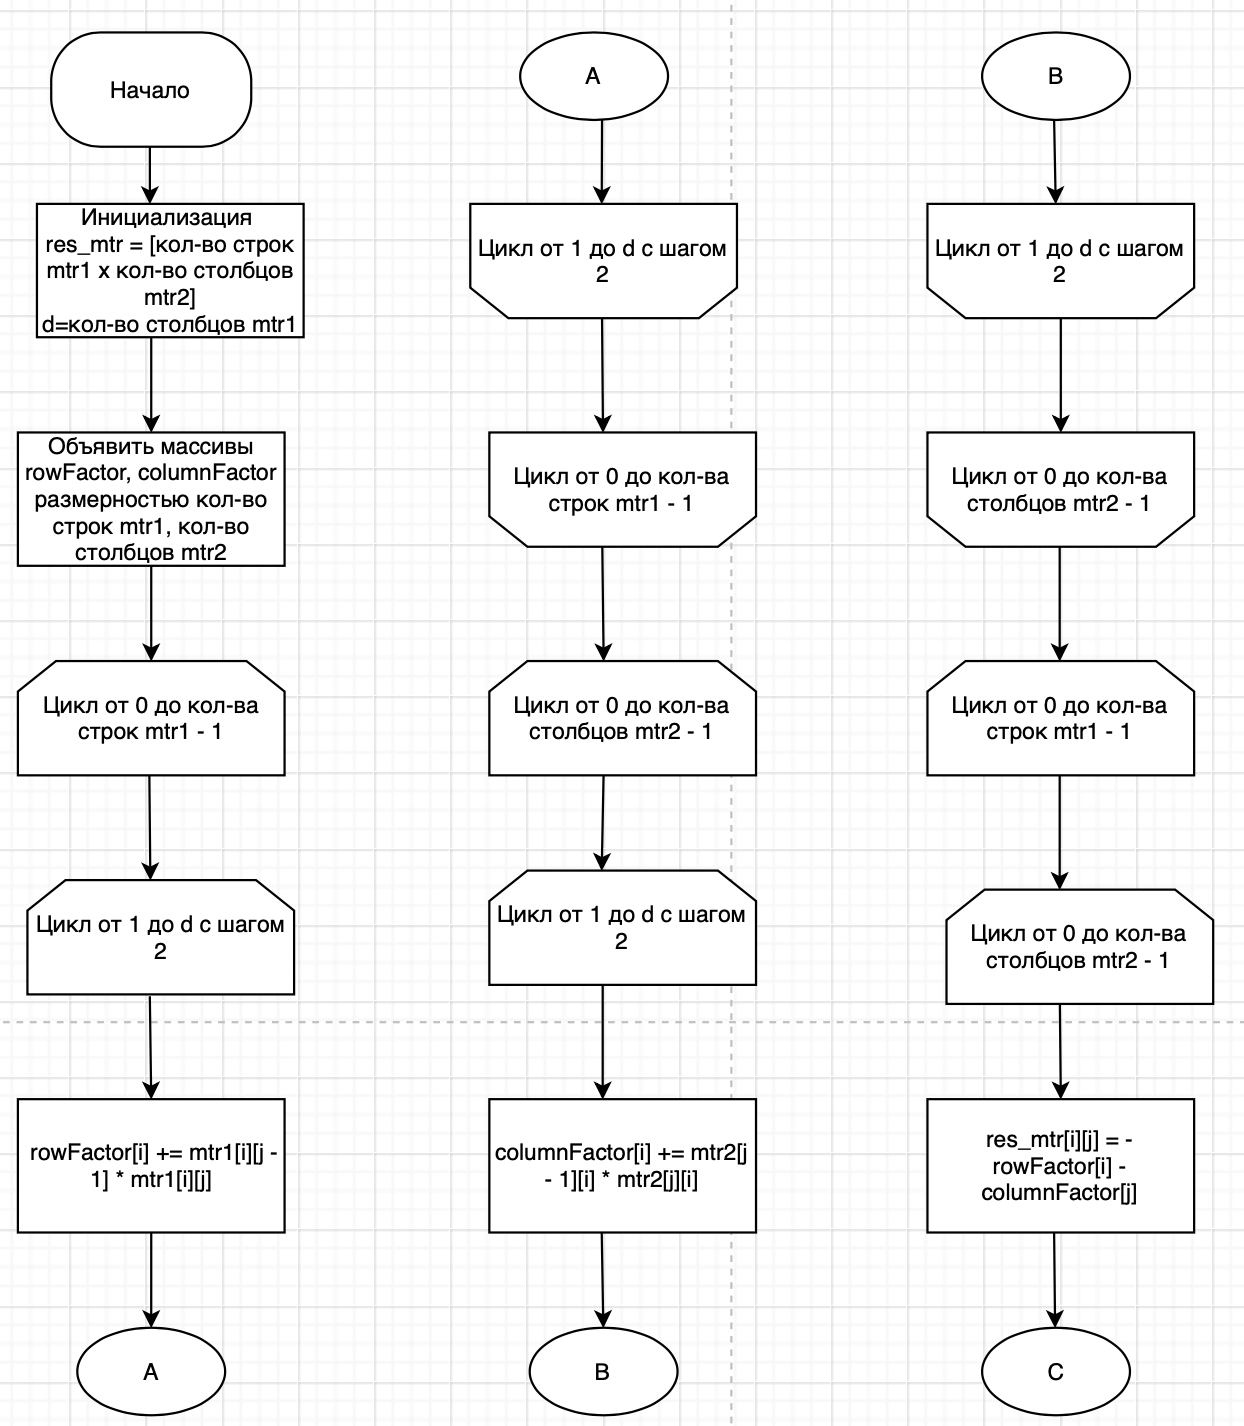 Начало
Инициализация
res_mtr = [кол-во строк
mtr1 x кол-во столбцов
mtr2]
d=кол-во столбцов mtr1
Объявить массивы
rowFactor, columnFactor
размерностью кол-во
строк mtr1, кол-во
столбцов mtr2
Цикл от 0 до кол-ва
строк mtr1 - 1
Цикл от 1 до d с шагом
2
rowFactor[i] += mtr1[i][j -
1] * mtr1[i][j]
A
A
Цикл от 1 до d с шагом
2
Цикл от 0 до кол-ва
строк mtr1 - 1
Цикл от 0 до кол-ва
столбцов mtr2 - 1
Цикл от 1 до d с шагом
2
columnFactor[i] += mtr2[j
- 1][i] * mtr2[j][i]
B
B
Цикл от 1 до d с шагом
2
Цикл от 0 до кол-ва
столбцов mtr2 - 1
Цикл от 0 до кол-ва
строк mtr1 - 1
Цикл от 0 до кол-ва
столбцов mtr2 - 1
res_mtr[i][j] = -
rowFactor[i] -
columnFactor[j]
C